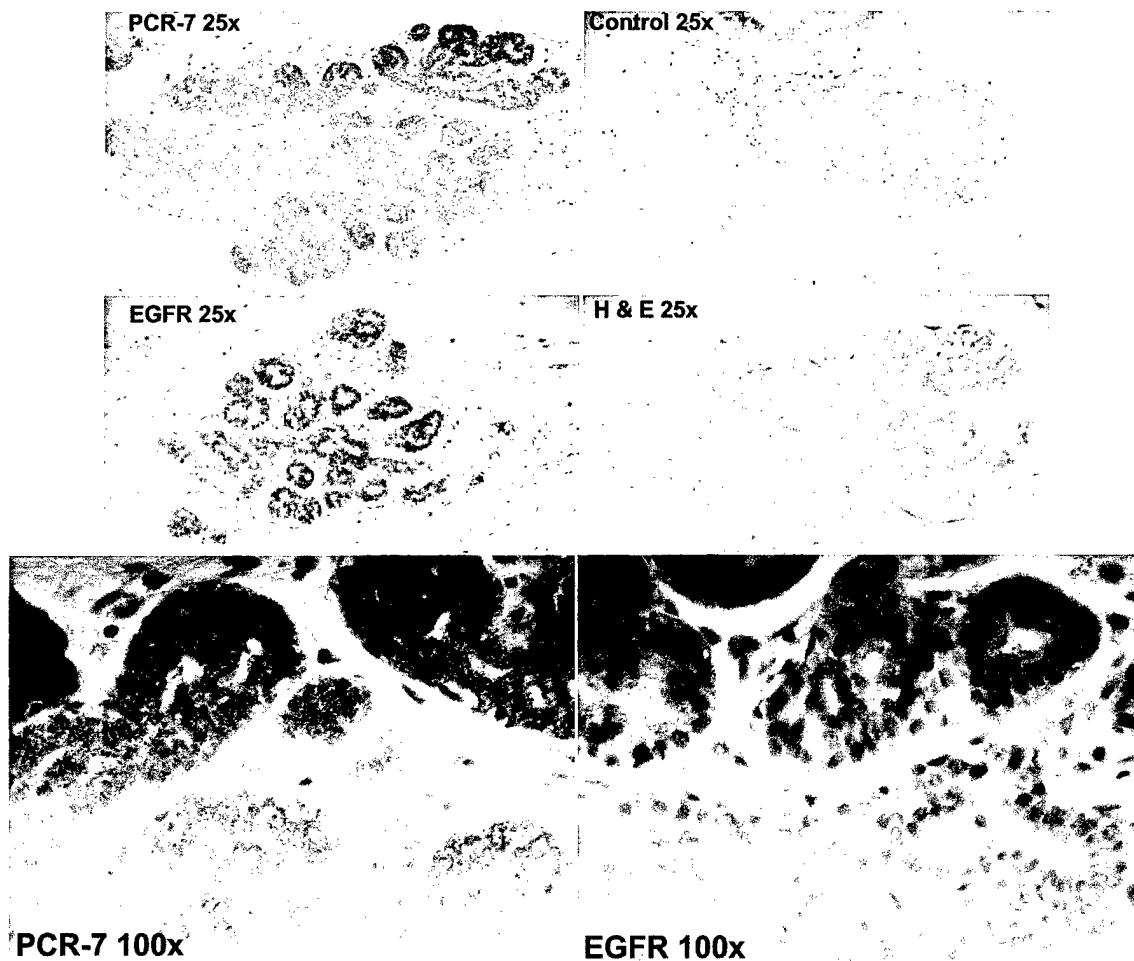 PCR-7 25x
Control 25x
EGFR 25x
H & E 25x
PCR-7 100x
EGFR 100x